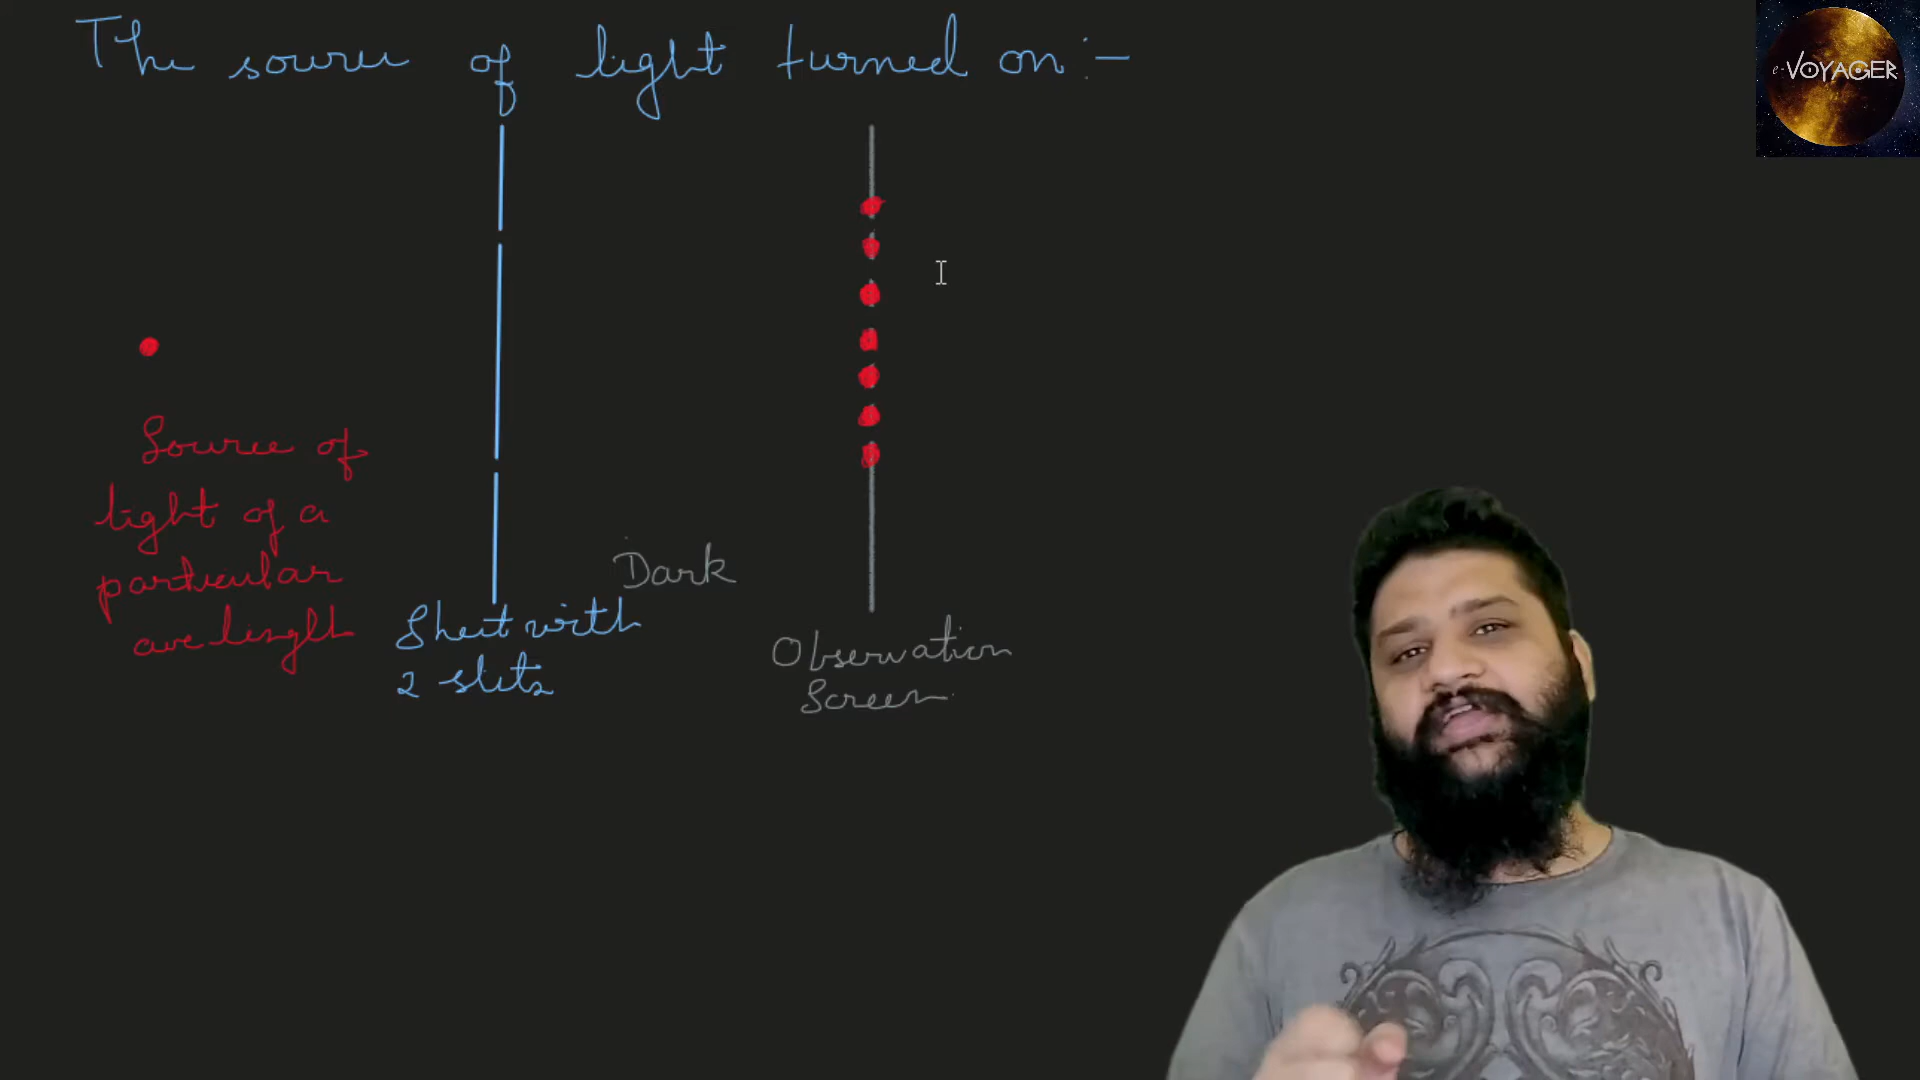 The source of light turned on :-
e-VOYAGER
Source of
light of a
particular
avelenglt
Sheet with
2 slits
Dark
Observation
Screen